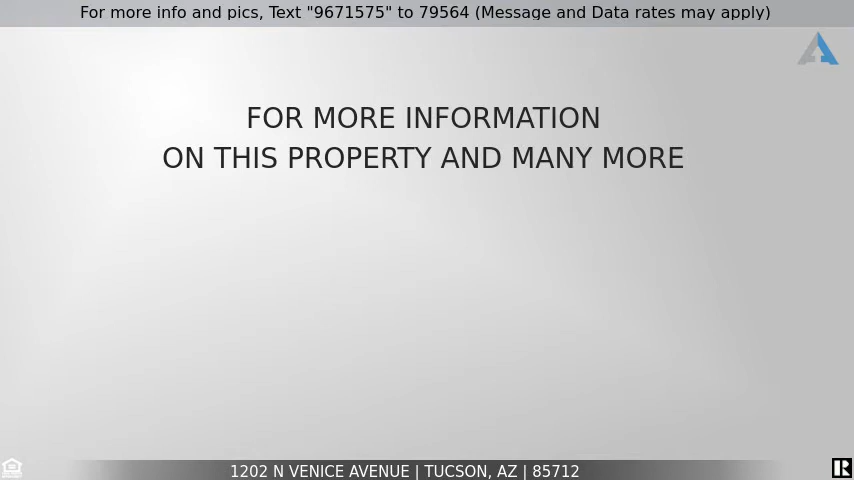 For more info and pics, Text "9671575" to 79564 (Message and Data rates may apply)
FOR MORE INFORMATION
ON THIS PROPERTY AND MANY MORE
1202 N VENICE AVENUE | TUCSON, AZ | 85712